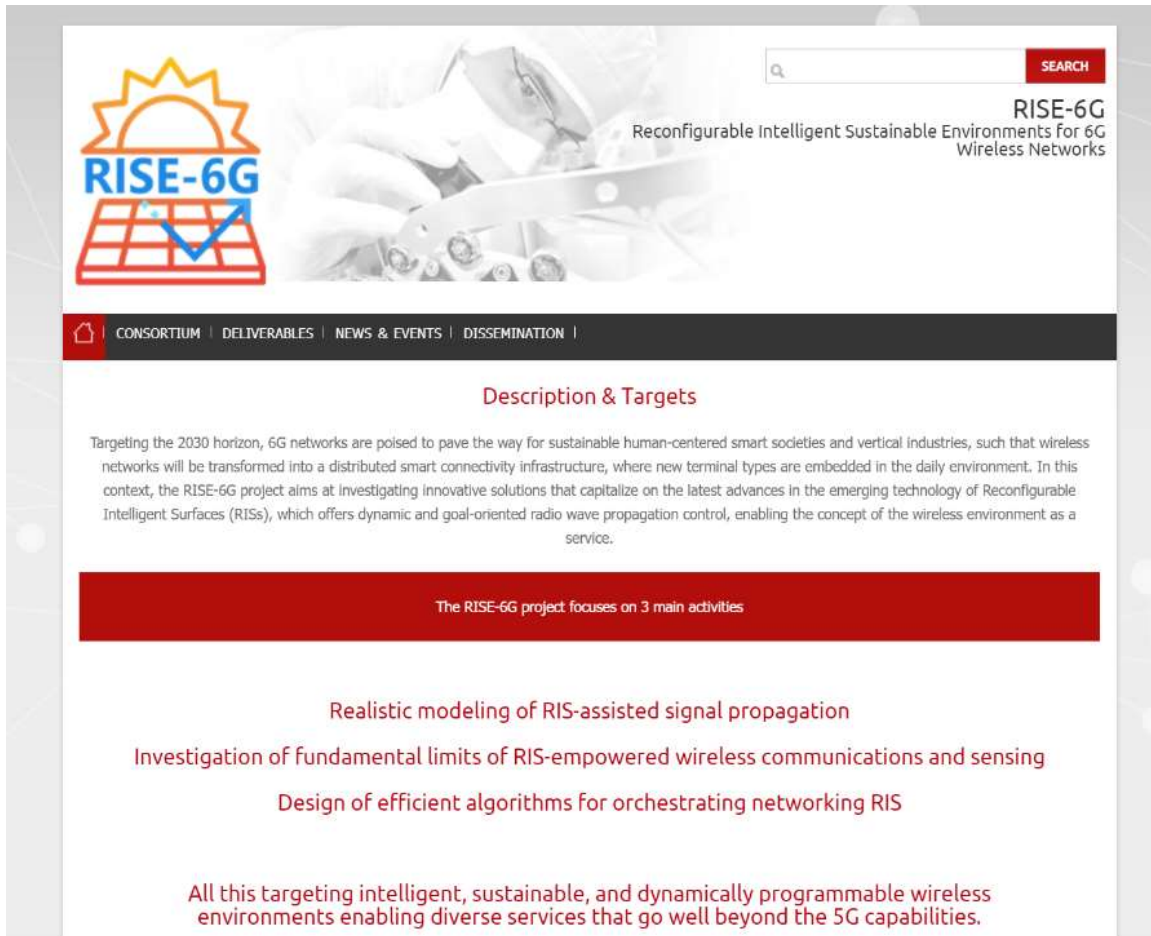 RISE-6G
SEARCH
RISE-6G
Reconfigurable Intelligent Sustainable Environments for 6G
Wireless Networks
CONSORTIUM | DELIVERABLES | NEWS & EVENTS | DISSEMINATION |
Description & Targets
Targeting the 2030 horizon, 6G networks are poised to pave the way for sustainable human-centered smart societies and vertical industries, such that wireless
networks will be transformed into a distributed smart connectivity infrastructure, where new terminal types are embedded in the daily environment. In this
context, the RISE-6G project aims at investigating innovative solutions that capitalize on the latest advances in the emerging technology of Reconfigurable
Intelligent Surfaces (RISs), which offers dynamic and goal-oriented radio wave propagation control, enabling the concept of the wireless environment as a
service.
The RISE-6G project focuses on 3 main activities
Realistic modeling of RIS-assisted signal propagation
Investigation of fundamental limits of RIS-empowered wireless communications and sensing
Design of efficient algorithms for orchestrating networking RIS
All this targeting intelligent, sustainable, and dynamically programmable wireless
environments enabling diverse services that go well beyond the 5G capabilities.